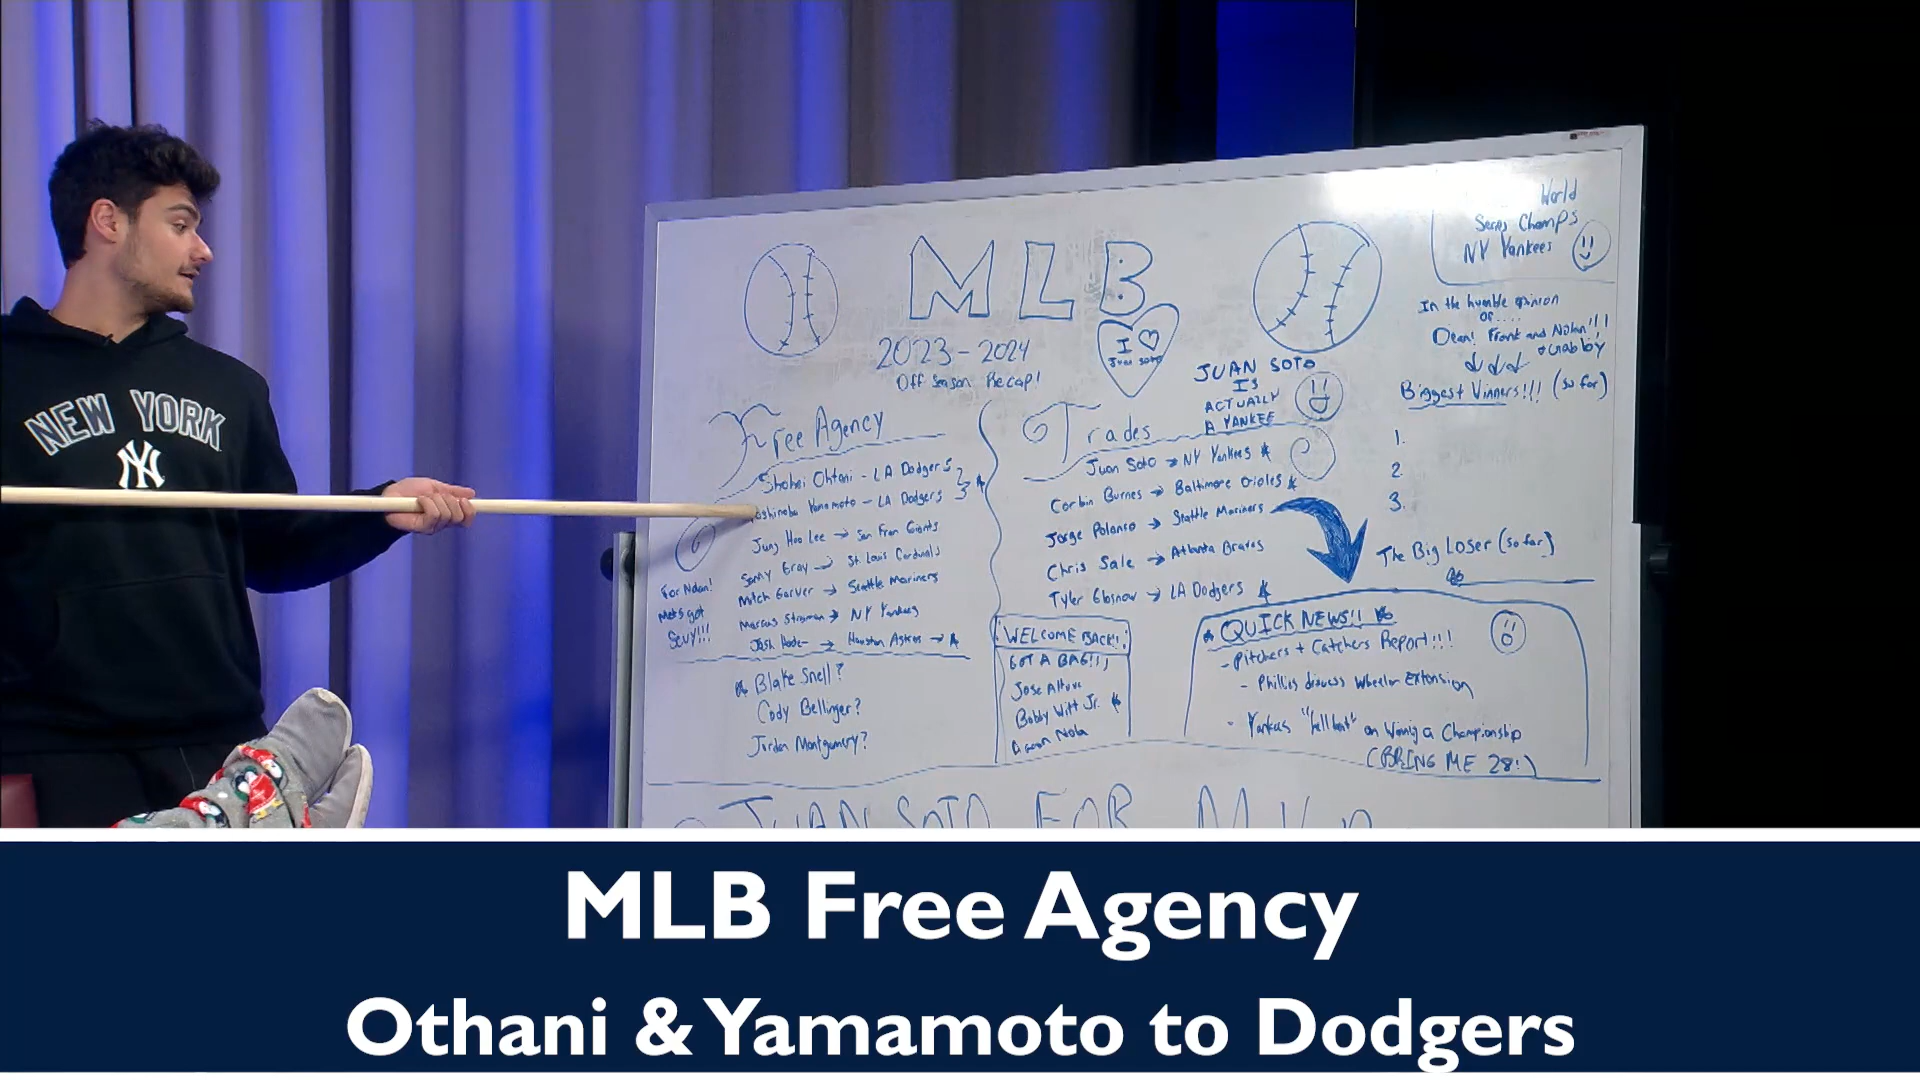 NEW YORK
NY
World
Series Champs
NY Yankees
In the humble opinion
of....
Dean! Frank and Nolan!!!
+ Gabby
Biggest Winners!!! (so far)
1.
2.
3.
The Big Loser (so far)
MLB
I
JUAN SOTO
2023-2024
Off Season Recap!
JUAN SOTO
IS
ACTUALLY
A YANKEE
Free Agency
Shohei Ohtani - LA Dodgers
Yamamoto - LA Dodgers
Jung Hoo Lee → San Fran Giants
Sonny Gray → St. Louis Cardinals
Mitch Garver → Seattle Mariners
Marcus Stroman → NY Yankees
Josh Hader → Houston Astros →
For Nolan!
Mets get
Sevy!!!
Blake Snell?
Cody Bellinger?
Jordan Montgomery?
Trades
Juan Soto → NY Yankees
Corbin Burnes → Baltimore Orioles
Jorge Polanco → Seattle Mariners
Chris Sale → Atlanta Braves
Tyler Glasnow → LA Dodgers
WELCOME BACK!!
GOT A BAG!!!
Jose Altuve
Bobby Witt Jr.
Aaron Nola
QUICK NEWS!!
- Pitchers + Catchers Report!!!
- Phillies discuss Wheeler Extension
- Yankees "hellbent" on Winning a Championship
(BRING ME 28!)
JUAN SOTO FOR MVP
MLB Free Agency
Othani & Yamamoto to Dodgers